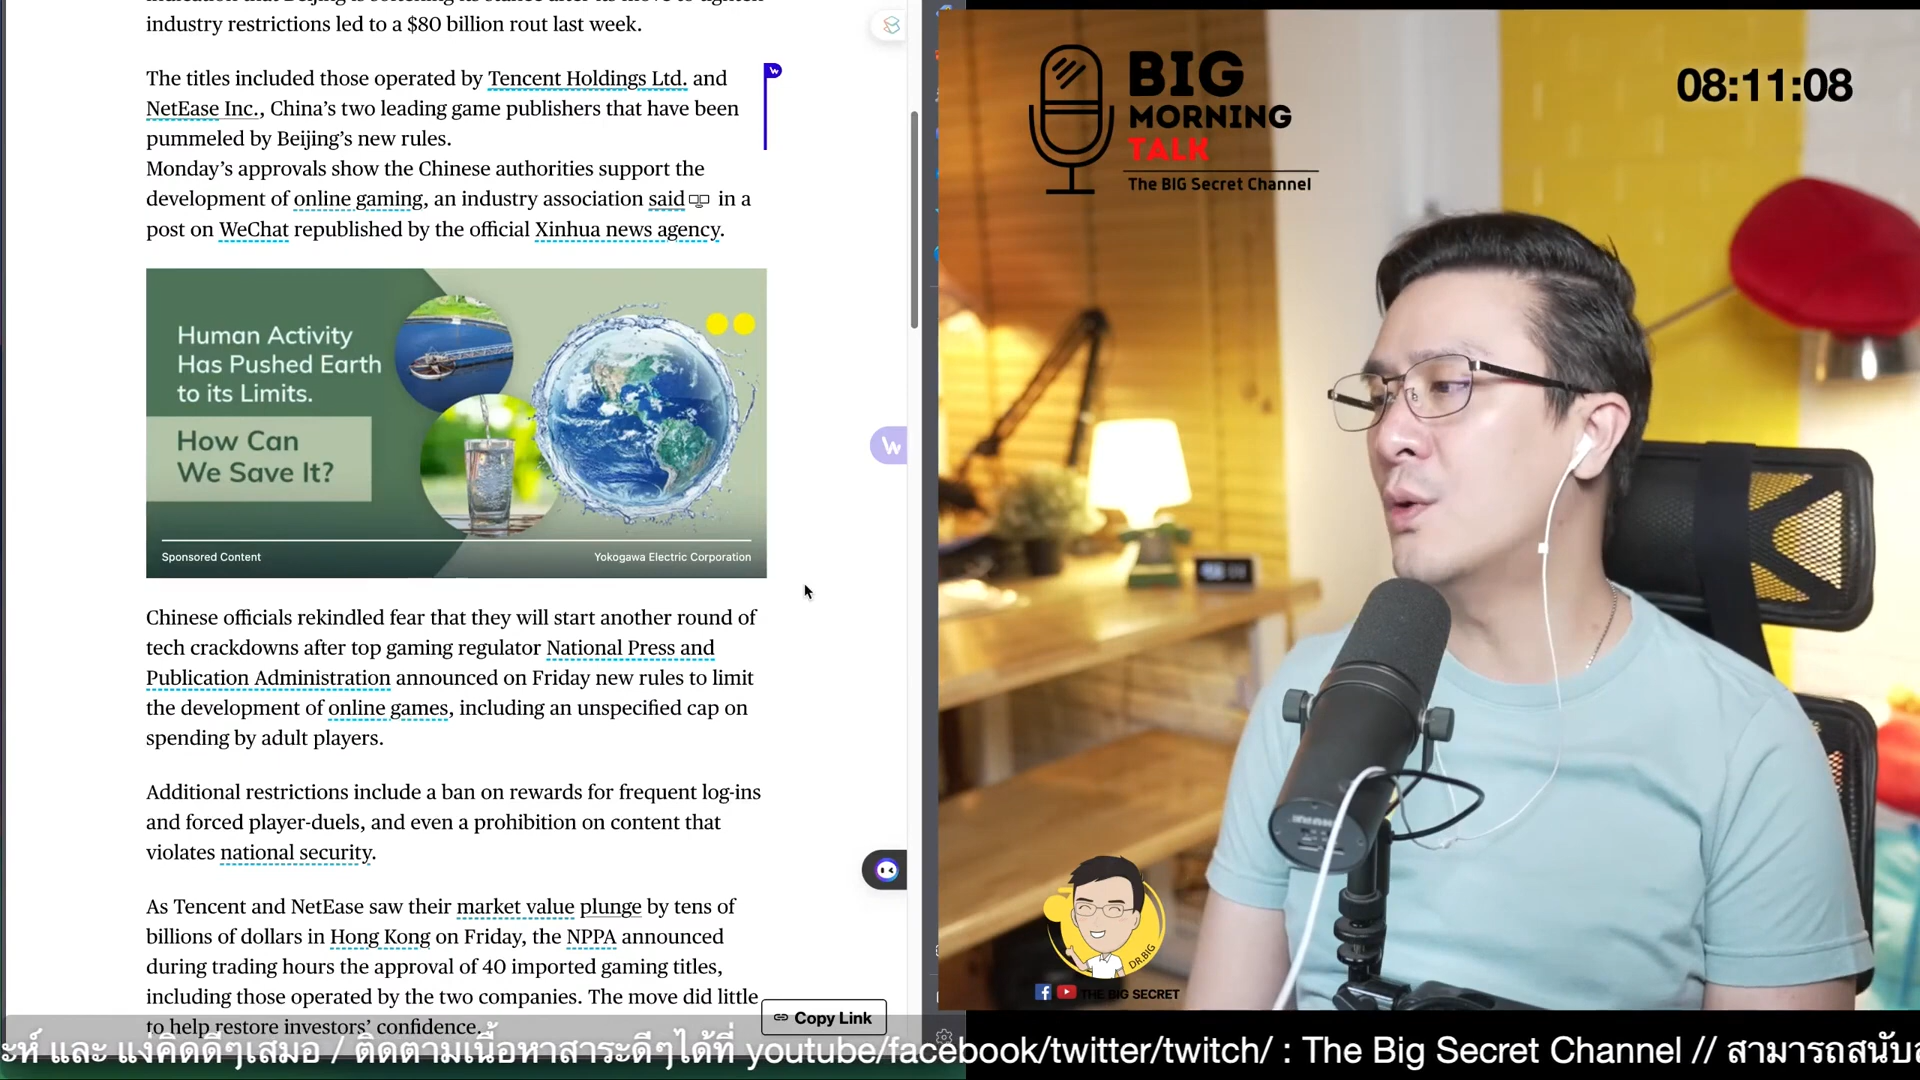 industry restrictions led to a $80 billion rout last week.
The titles included those operated by Tencent Holdings Ltd. and
NetEase Inc., China's two leading game publishers that have been
pummeled by Beijing's new rules.
Monday's approvals show the Chinese authorities support the
development of online gaming, an industry association said in a
post on WeChat republished by the official Xinhua news agency.
Human Activity
Has Pushed Earth
to its Limits.
How Can
We Save It?
Sponsored Content
Yokogawa Electric Corporation
Chinese officials rekindled fear that they will start another round of
tech crackdowns after top gaming regulator National Press and
Publication Administration announced on Friday new rules to limit
the development of online games, including an unspecified cap on
spending by adult players.
Additional restrictions include a ban on rewards for frequent log-ins
and forced player-duels, and even a prohibition on content that
violates national security.
As Tencent and NetEase saw their market value plunge by tens of
billions of dollars in Hong Kong on Friday, the NPPA announced
during trading hours the approval of 40 imported gaming titles,
including those operated by the two companies. The move did little
to help restore investors' confidence.
Copy Link
BIG
MORNING
TALK
The BIG Secret Channel
08:11:08
DR.BIG
THE BIG SECRET
และ แง่คิดดีๆเสมอ / ติดตามเนื้อหาสาระดีๆได้ที่ youtube/facebook/twitter/twitch/ : The Big Secret Channel // สามารถสนับ